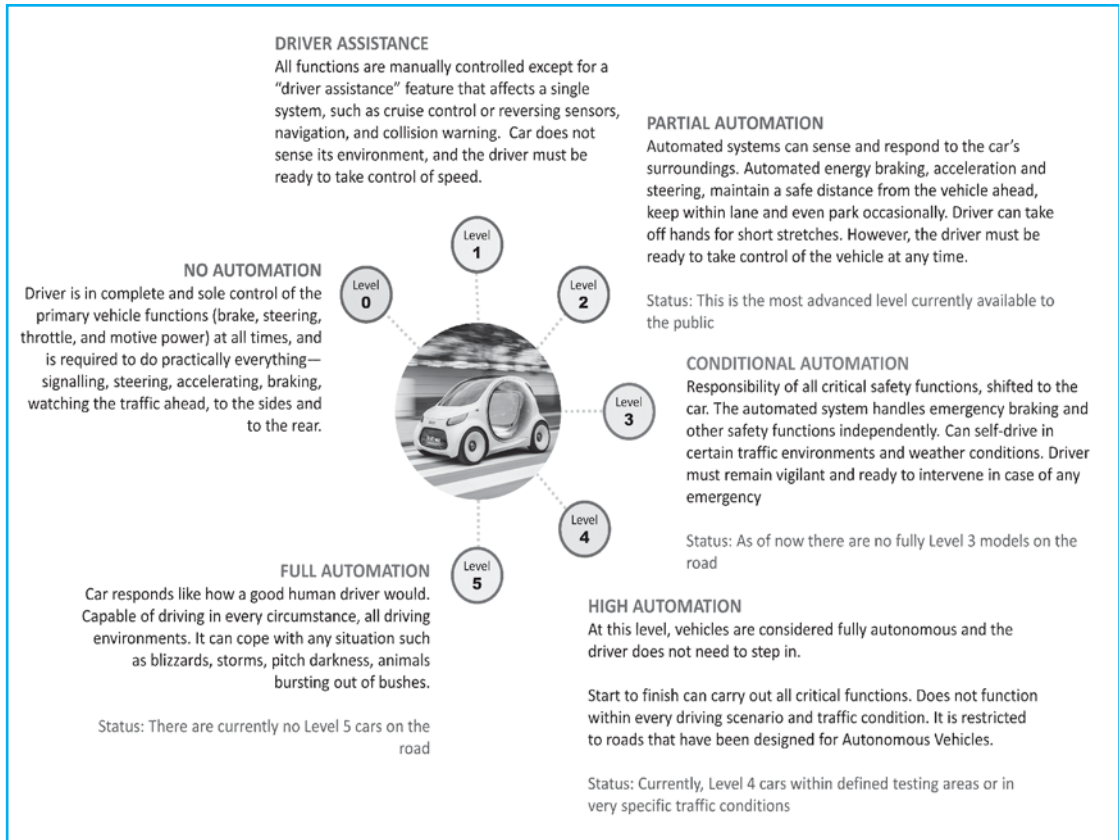 DRIVER ASSISTANCE
All functions are manually controlled except for a
“driver assistance” feature that affects a single
system, such as cruise control or reversing sensors,
navigation, and collision warning.  Car does not
sense its environment, and the driver must be
ready to take control of speed.
PARTIAL AUTOMATION
Automated systems can sense and respond to the car’s
surroundings. Automated energy braking, acceleration and
steering, maintain a safe distance from the vehicle ahead,
keep within lane and even park occasionally. Driver can take
off hands for short stretches. However, the driver must be
ready to take control of the vehicle at any time.
Status: This is the most advanced level currently available to
the public
Level
1
Level
2
Level
0
NO AUTOMATION
Driver is in complete and sole control of the
primary vehicle functions (brake, steering,
throttle, and motive power) at all times, and
is required to do practically everything—
signalling, steering, accelerating, braking,
watching the traffic ahead, to the sides and
to the rear.
Level
3
CONDITIONAL AUTOMATION
Responsibility of all critical safety functions, shifted to the
car. The automated system handles emergency braking and
other safety functions independently. Can self-drive in
certain traffic environments and weather conditions. Driver
must remain vigilant and ready to intervene in case of any
emergency
Status: As of now there are no fully Level 3 models on the
road
Level
4
Level
5
FULL AUTOMATION
Car responds like how a good human driver would.
Capable of driving in every circumstance, all driving
environments. It can cope with any situation such
as blizzards, storms, pitch darkness, animals
bursting out of bushes.
Status: There are currently no Level 5 cars on the
road
HIGH AUTOMATION
At this level, vehicles are considered fully autonomous and the
driver does not need to step in.
Start to finish can carry out all critical functions. Does not function
within every driving scenario and traffic condition. It is restricted
to roads that have been designed for Autonomous Vehicles.
Status: Currently, Level 4 cars within defined testing areas or in
very specific traffic conditions